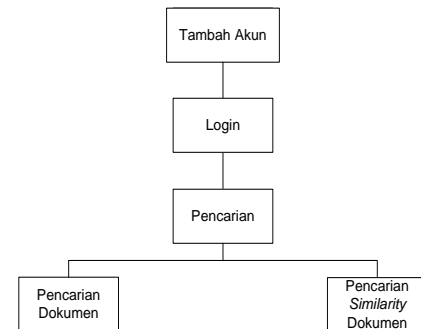 Tambah Akun
Login
Pencarian
Pencarian
Dokumen
Pencarian
Similarity
Dokumen